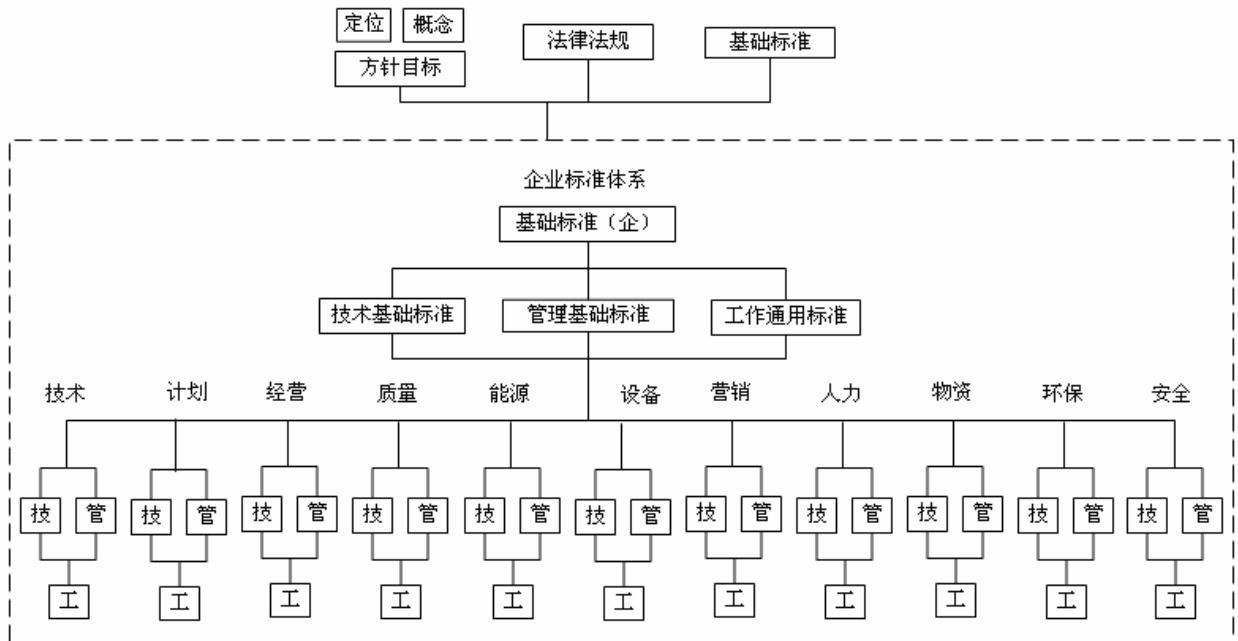 定位 概念
法律法规 基础标准
方针目标
企业标准体系
基础标准（企）
技术基础标准 管理基础标准 工作通用标准
技术 计划 经营 质量 能源 设备 营销 人力 物资 环保 安全
技 管 技 管 技 管 技 管 技 管 技 管 技 管 技 管 技 管 技 管 技 管
工 工 工 工 工 工 工 工 工 工 工